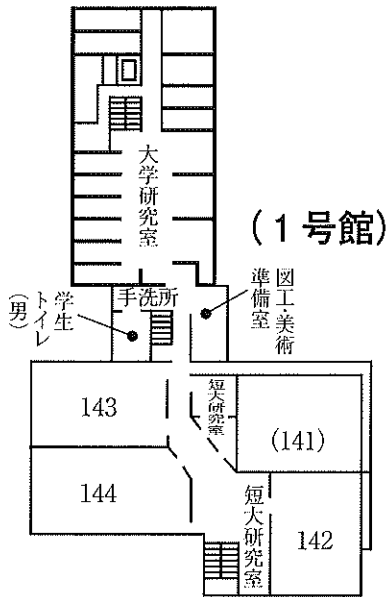 大学研究室
(1号館)
手洗所
学生
トイレ
(男)
図工・美術
準備室
143
短大研究室
(141)
144
短大研究室
142